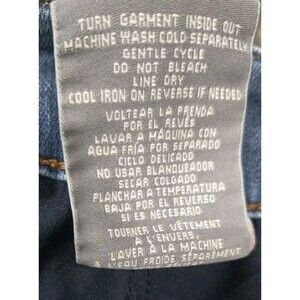 TURN GARMENT INSIDE OUT
MACHINE WASH COLD SEPARATELY
GENTLE CYCLE
DO NOT BLEACH
LINE DRY
COOL IRON ON REVERSE IF NEEDED
VOLTEAR LA PRENDA
POR EL REVÉS
LAVAR A MÁQUINA CON
AGUA FRÍA POR SEPARADO
CICLO DELICADO
NO USAR BLANQUEADOR
SECAR COLGADO
PLANCHAR A TEMPERATURA
BAJA POR EL REVERSO
SI ES NECESARIO
TOURNER LE VÊTEMENT
À L'ENVERS,
LAVER À LA MACHINE
À L'EAU FROIDE, SÉPARÉMENT